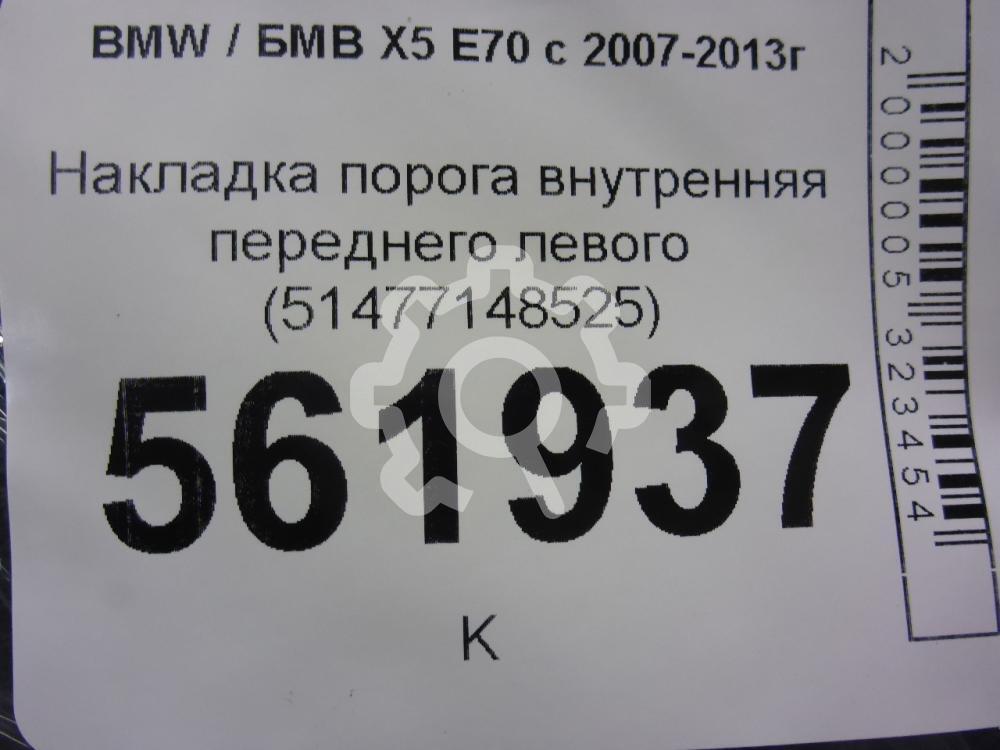 BMW / БМВ X5 E70 с 2007-2013г
Накладка порога внутренняя
переднего левого
(51477148525)
561937
К
2000005323454